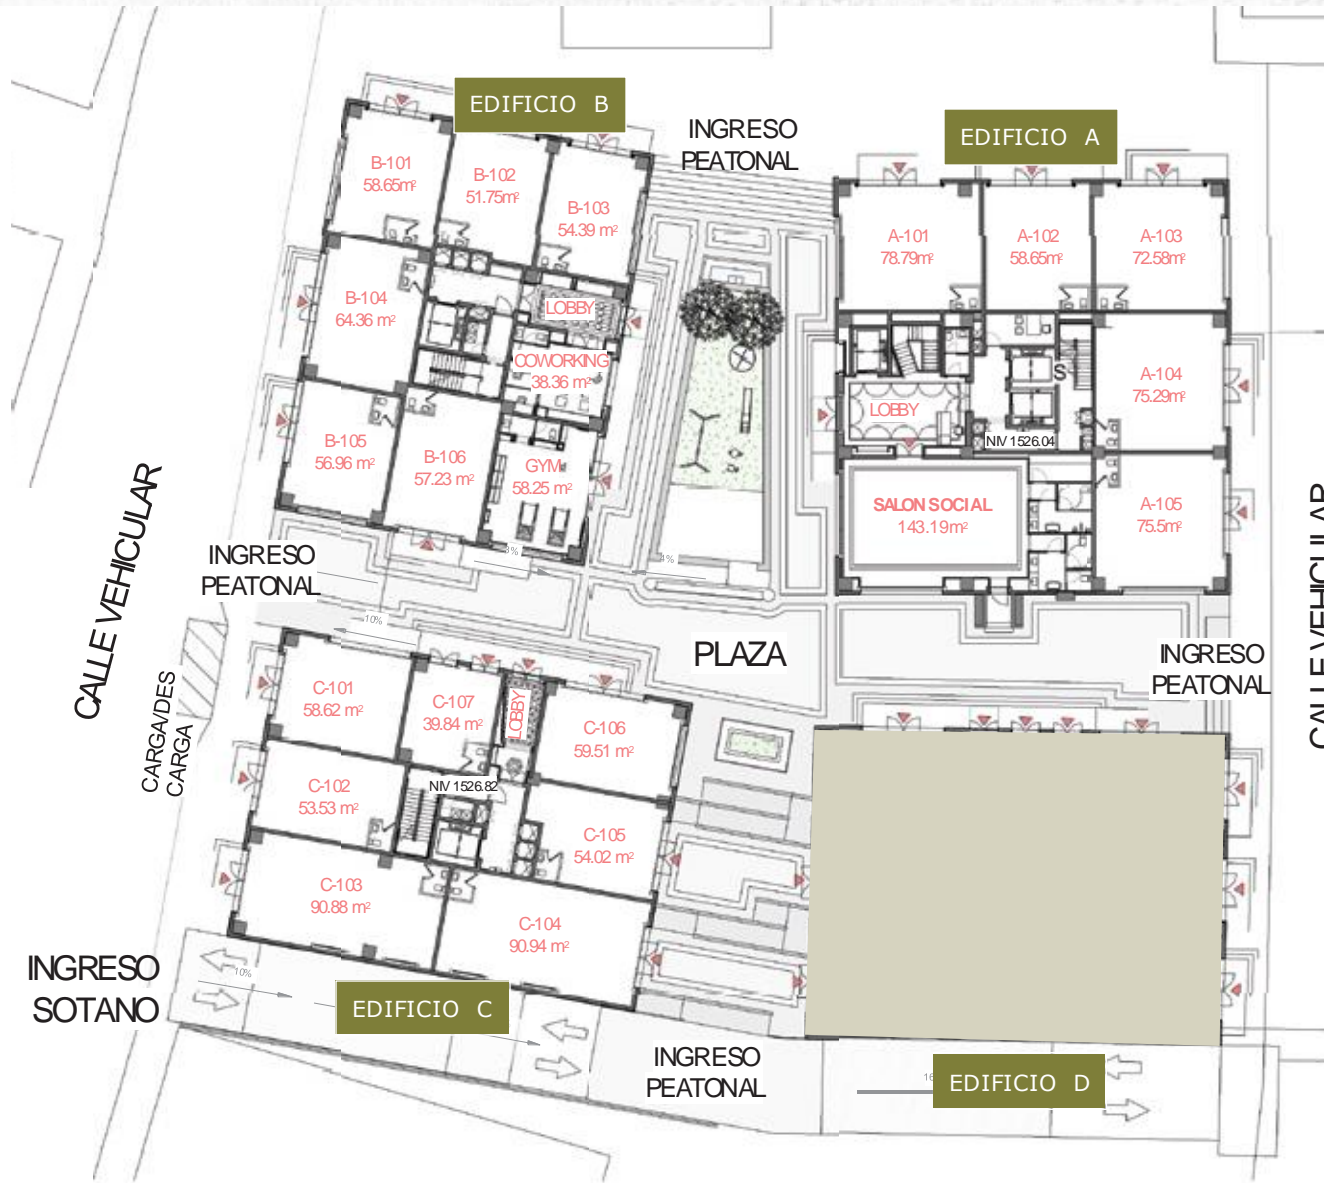 EDIFICIO B
INGRESO
PEATONAL
EDIFICIO A
B-101
58.65m²
B-102
51.75m²
B-103
54.39 m²
A-101
78.79m²
A-102
58.65m²
A-103
72.58m²
B-104
64.36 m²
LOBBY
COWORKING
38.36 m²
A-104
75.29m²
S
LOBBY
NIV 1526.04
B-105
56.96 m²
B-106
57.23 m²
GYM
58.25 m²
SALON SOCIAL
143.19m²
A-105
75.5m²
CALLE VEHICULAR
CALLE VEHICULAR
INGRESO
PEATONAL
3%
4%
10%
PLAZA
INGRESO
PEATONAL
CARGA/DES
CARGA
C-101
58.62 m²
C-107
39.84 m²
LOBBY
C-106
59.51 m²
C-102
53.53 m²
NIV 1526.82
C-105
54.02 m²
C-103
90.88 m²
C-104
90.94 m²
INGRESO
SOTANO
10%
EDIFICIO C
INGRESO
PEATONAL
EDIFICIO D